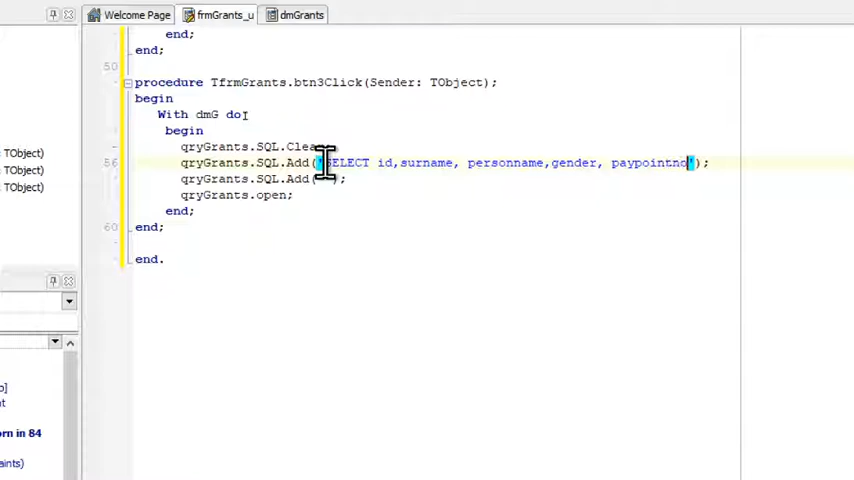 Welcome Page frmGrants_u dmGrants
end;
end;
50
procedure TfrmGrants.btn3Click(Sender: TObject);
begin
With dmG do
begin
qryGrants.SQL.Clea
56 qryGrants.SQL.Add('SELECT id,surname, personname,gender, paypointno');
qryGrants.SQL.Add( );
qryGrants.open;
end;
60 end;
end.
TObject)
TObject)
TObject)
o]
t
orn in 84
aints)